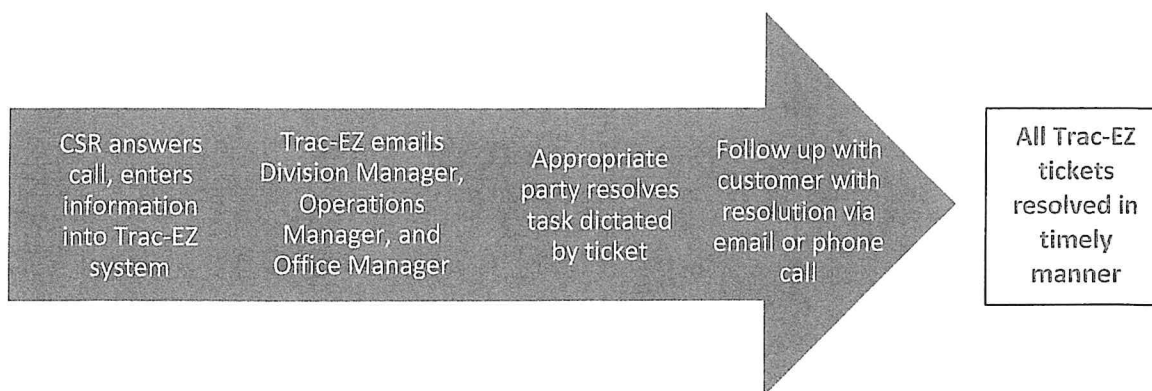 CSR answers
call, enters
information
into Trac-EZ
system
Trac-EZ emails
Division Manager,
Operations
Manager, and
Office Manager
Appropriate
party resolves
task dictated
by ticket
Follow up with
customer with
resolution via
email or phone
call
All Trac-EZ
tickets
resolved in
timely
manner